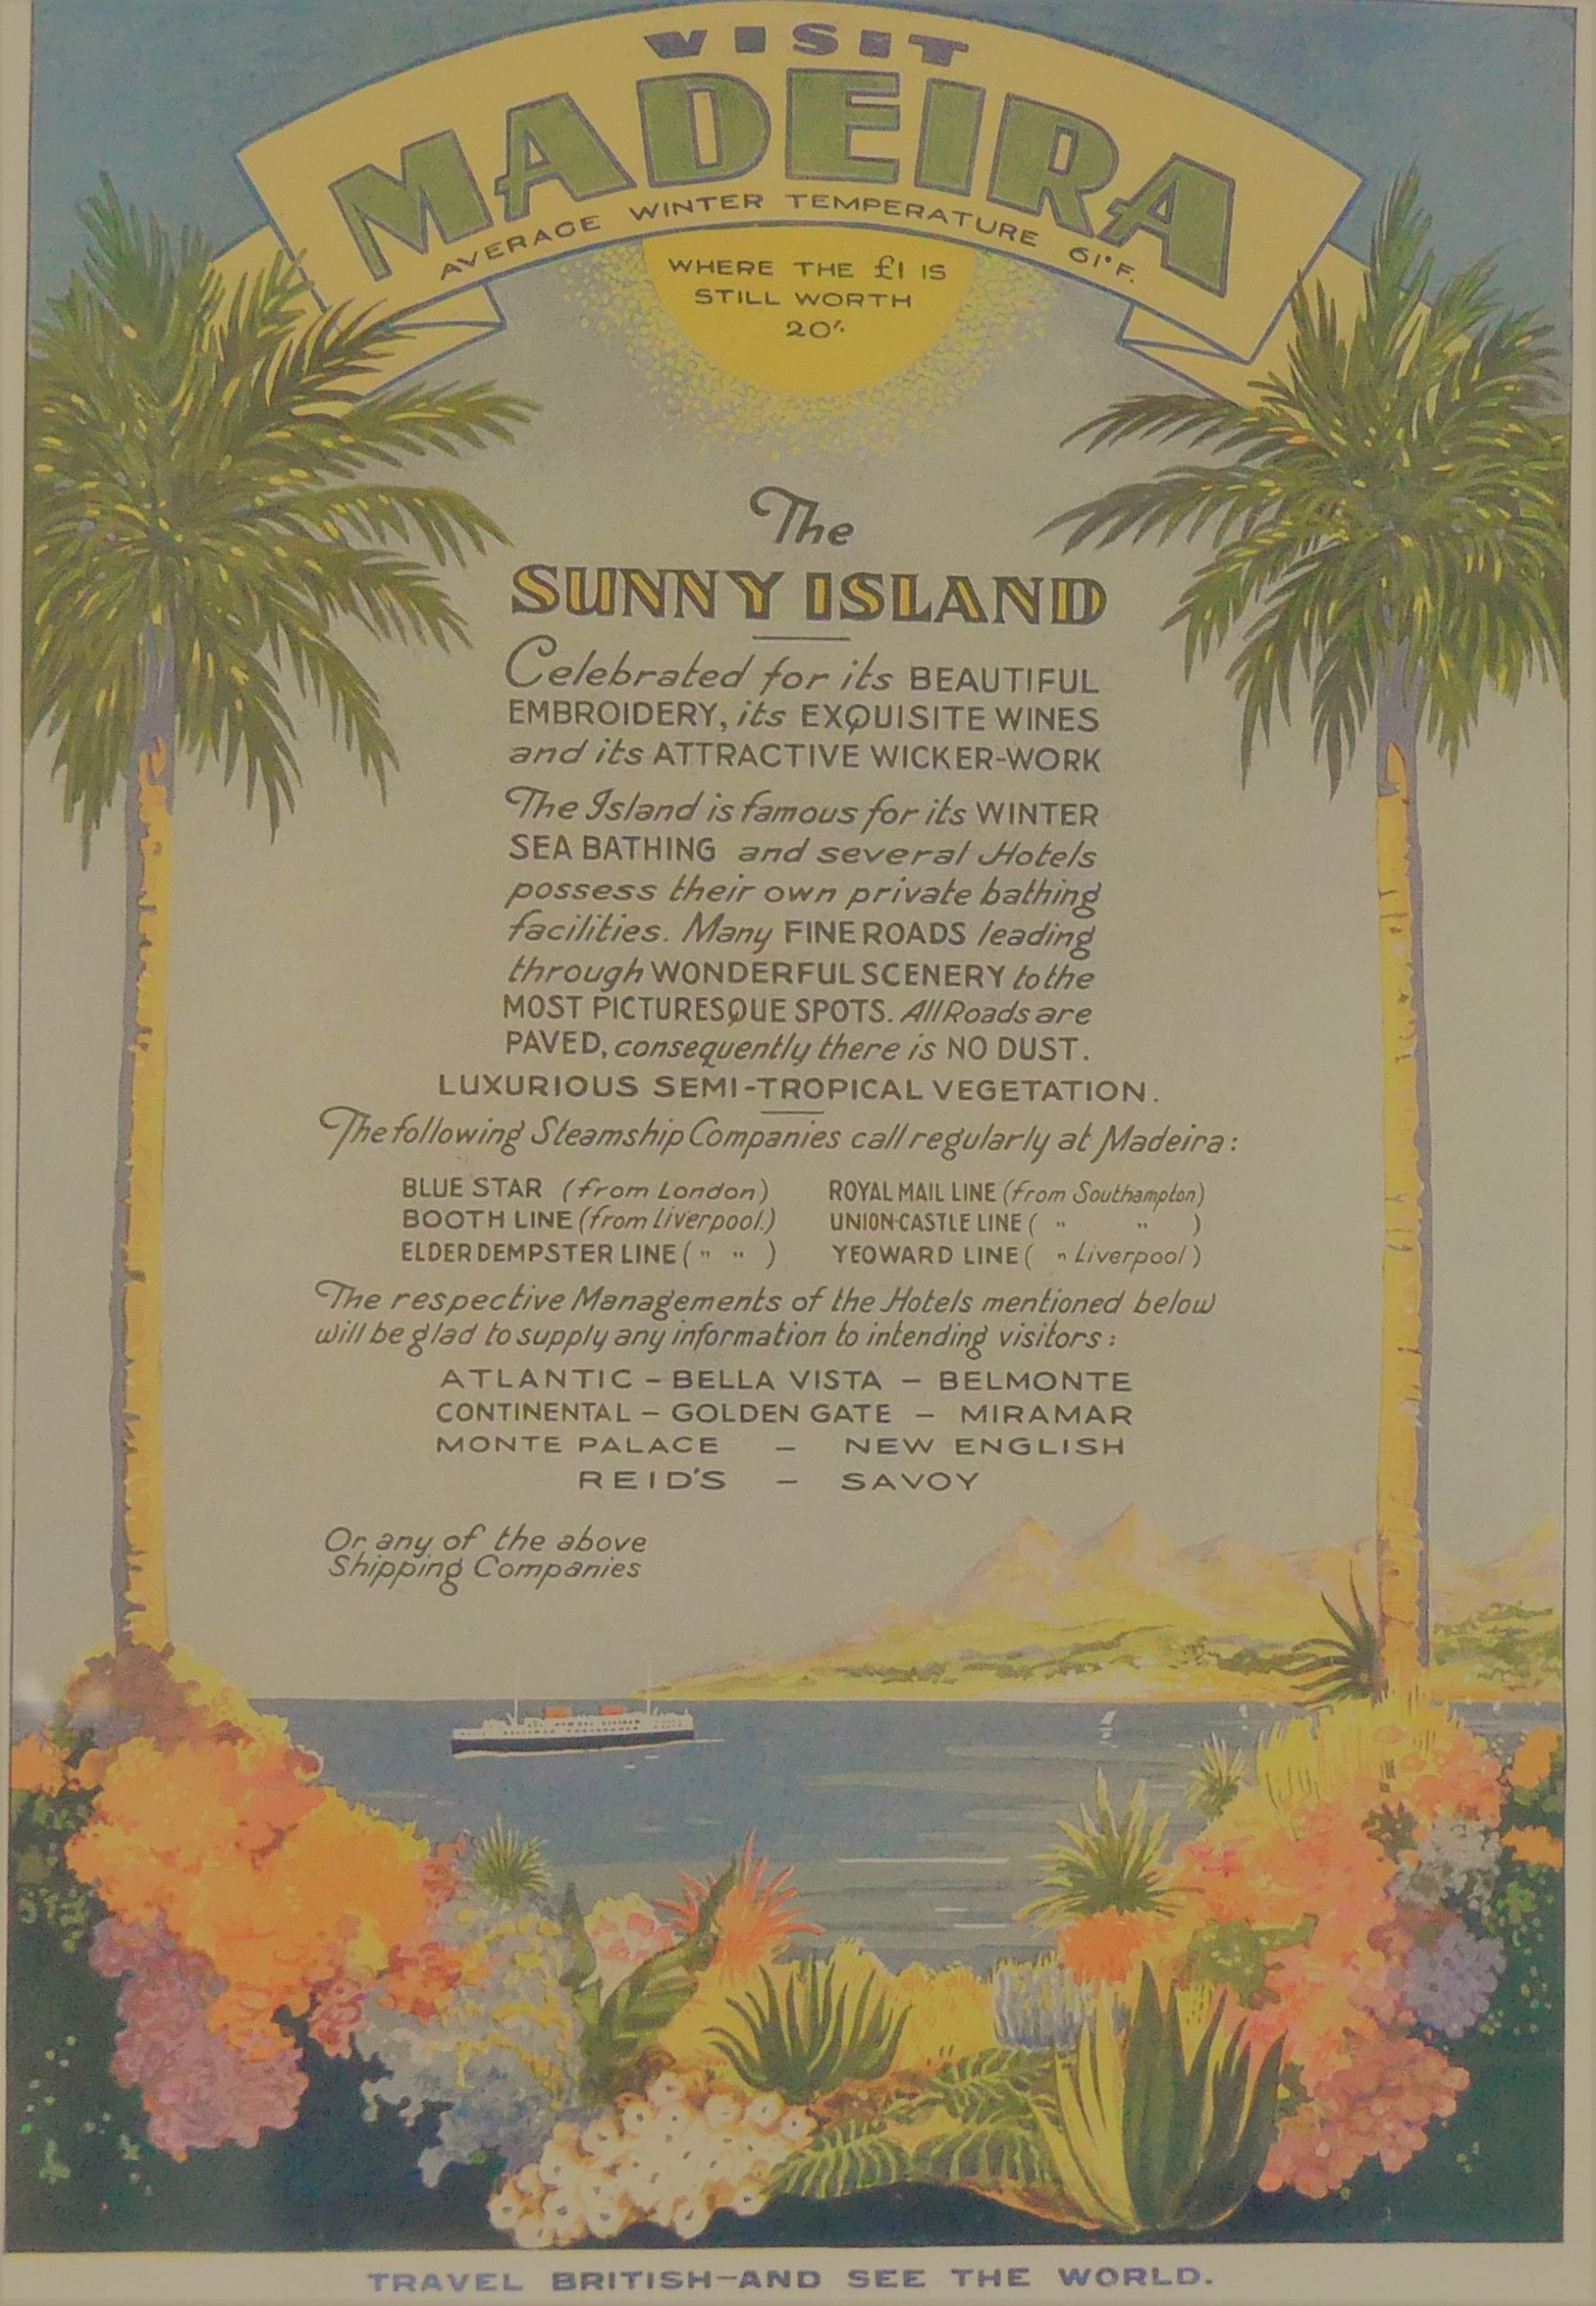 VISIT
MADEIRA
AVERAGE WINTER TEMPERATURE 61°F.
WHERE THE £1 IS
STILL WORTH
20/-
The
SUNNY ISLAND
Celebrated for its BEAUTIFUL
EMBROIDERY, its EXQUISITE WINES
and its ATTRACTIVE WICKER-WORK
The Island is famous for its WINTER
SEA BATHING and several Hotels
possess their own private bathing
facilities. Many FINE ROADS leading
through WONDERFUL SCENERY to the
MOST PICTURESQUE SPOTS. All Roads are
PAVED, consequently there is NO DUST.
LUXURIOUS SEMI-TROPICAL VEGETATION.
The following Steamship Companies call regularly at Madeira:
BLUE STAR (from London) ROYAL MAIL LINE (from Southampton)
BOOTH LINE (from Liverpool.) UNION-CASTLE LINE ( " " )
ELDER DEMPSTER LINE ( " " ) YEOWARD LINE ( " Liverpool )
The respective Managements of the Hotels mentioned below
will be glad to supply any information to intending visitors:
ATLANTIC – BELLA VISTA – BELMONTE
CONTINENTAL – GOLDEN GATE – MIRAMAR
MONTE PALACE – NEW ENGLISH
REID'S – SAVOY
Or any of the above
Shipping Companies
TRAVEL BRITISH—AND SEE THE WORLD.